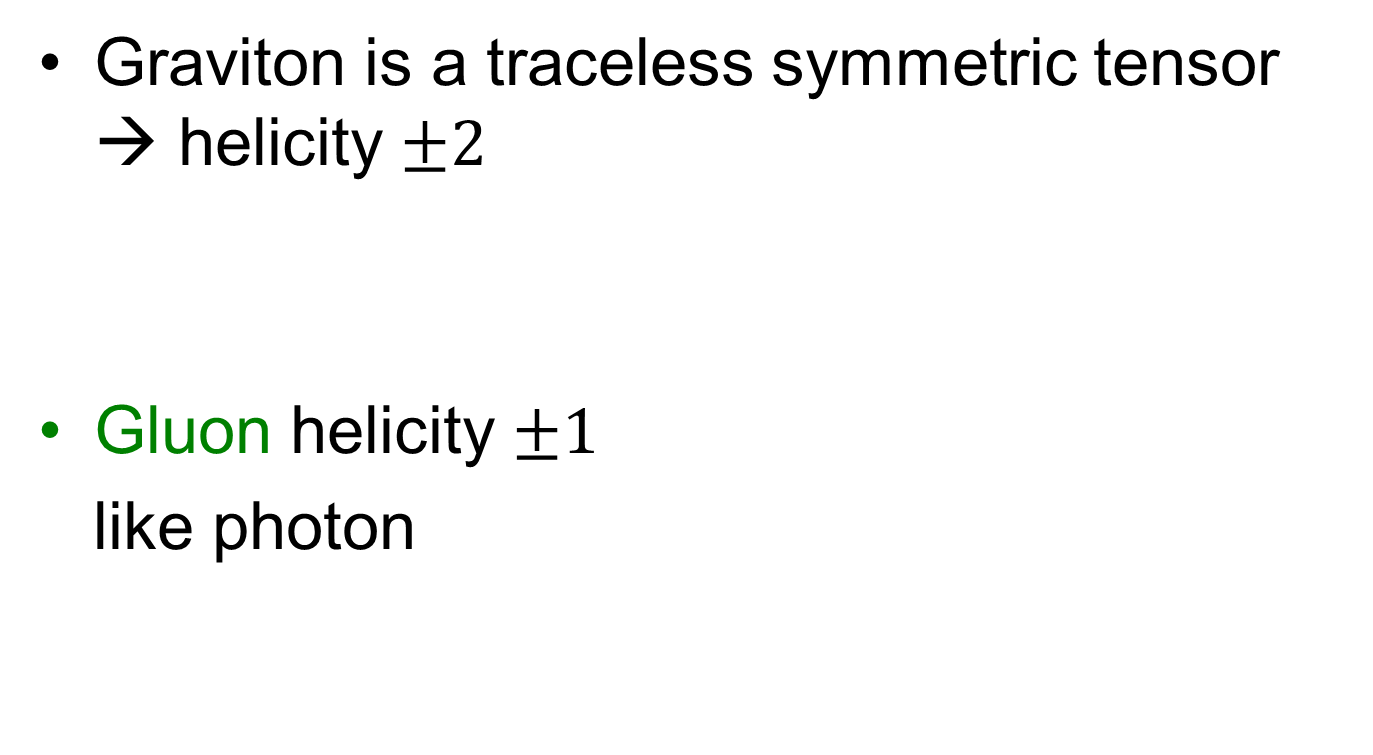 • Graviton is a traceless symmetric tensor
→ helicity ±2
• Gluon helicity ±1
like photon